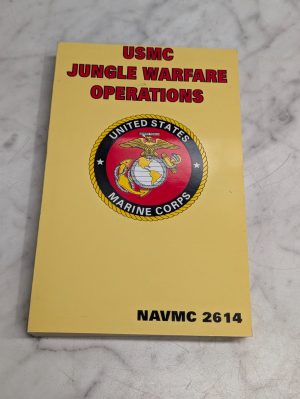 USMC
JUNGLE WARFARE
OPERATIONS
UNITED STATES
MARINE CORPS
NAVMC 2614